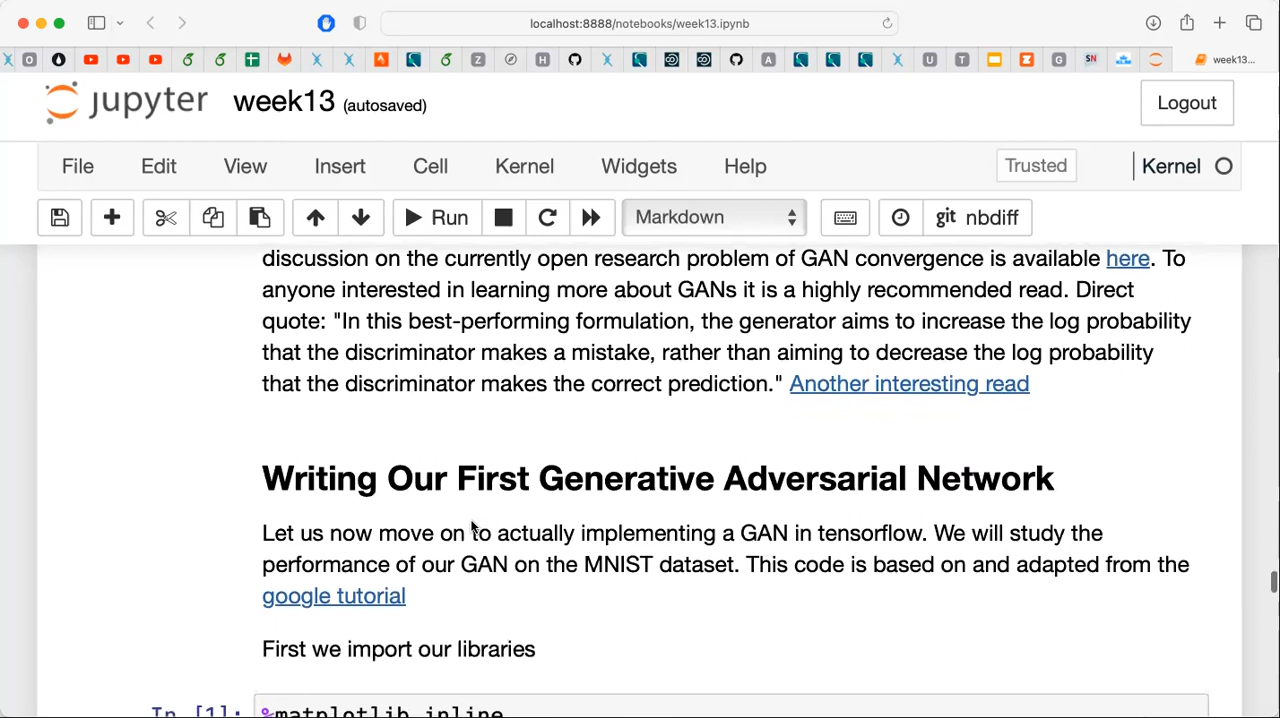 localhost:8888/notebooks/week13.ipynb
week13...
jupyter week13 (autosaved)
Logout
File Edit View Insert Cell Kernel Widgets Help
Trusted
Kernel
Run
Markdown
git nbdiff
discussion on the currently open research problem of GAN convergence is available here. To
anyone interested in learning more about GANs it is a highly recommended read. Direct
quote: "In this best-performing formulation, the generator aims to increase the log probability
that the discriminator makes a mistake, rather than aiming to decrease the log probability
that the discriminator makes the correct prediction." Another interesting read
Writing Our First Generative Adversarial Network
Let us now move on to actually implementing a GAN in tensorflow. We will study the
performance of our GAN on the MNIST dataset. This code is based on and adapted from the
google tutorial
First we import our libraries
In [1]: %matplotlib inline